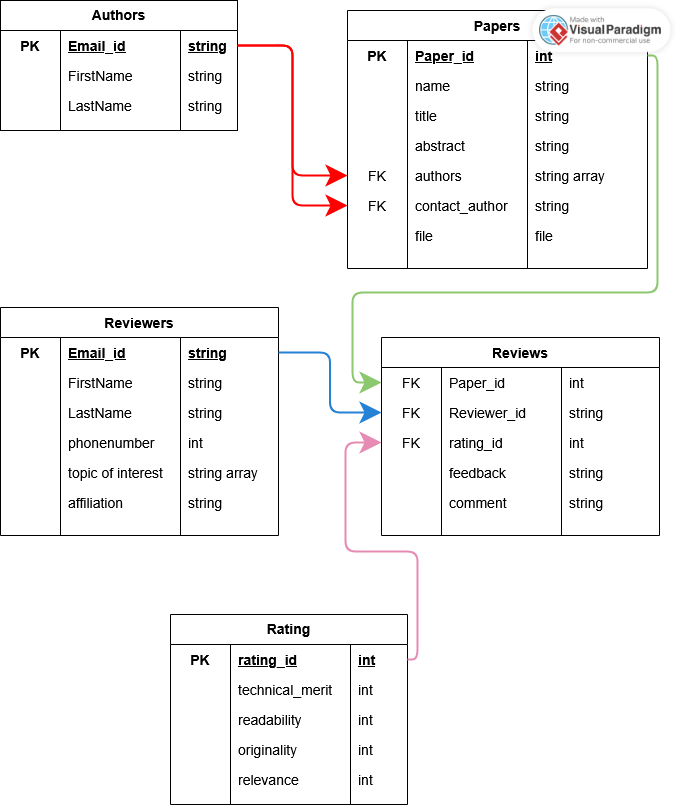 Authors
PK Email_id string
FirstName string
LastName string
Papers
Made with
VisualParadigm
For non-commercial use
PK Paper_id int
name string
title string
abstract string
FK authors string array
FK contact_author string
file file
Reviewers
PK Email_id string
FirstName string
LastName string
phonenumber int
topic of interest string array
affiliation string
Reviews
FK Paper_id int
FK Reviewer_id string
FK rating_id int
feedback string
comment string
Rating
PK rating_id int
technical_merit int
readability int
originality int
relevance int